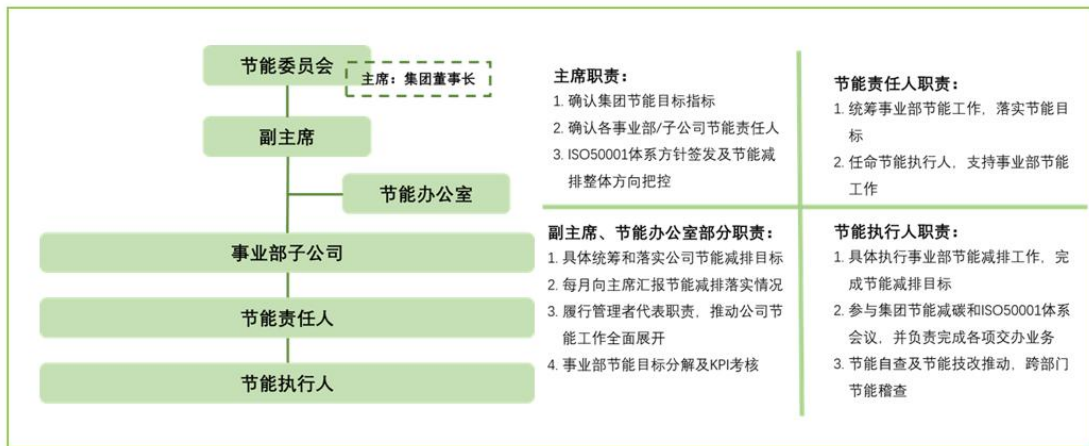 节能委员会
主席：集团董事长
副主席
节能办公室
事业部子公司
节能责任人
节能执行人
主席职责：
1. 确认集团节能目标指标
2. 确认各事业部/子公司节能责任人
3. ISO50001体系方针签发及节能减
排整体方向把控
节能责任人职责：
1. 统筹事业部节能工作，落实节能目
标
2. 任命节能执行人，支持事业部节能
工作
副主席、节能办公室部分职责：
1. 具体统筹和落实公司节能减排目标
2. 每月向主席汇报节能减排落实情况
3. 履行管理者代表职责，推动公司节
能工作全面展开
4. 事业部节能目标分解及KPI考核
节能执行人职责：
1. 具体执行事业部节能减排工作，完
成节能减排目标
2. 参与集团节能减碳和ISO50001体系
会议，并负责完成各项交办业务
3. 节能自查及节能技改推动，跨部门
节能稽查